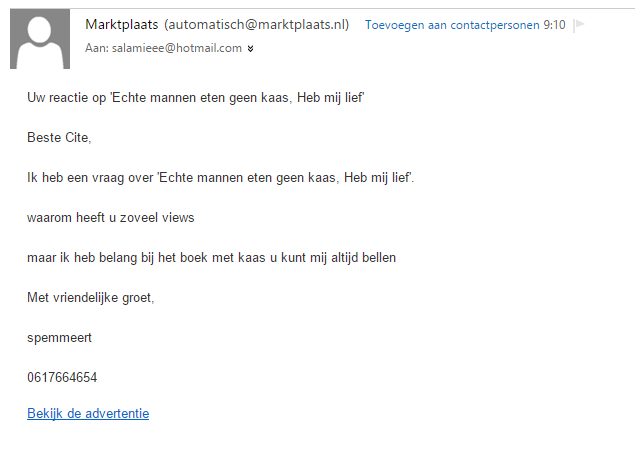 Marktplaats (automatisch@marktplaats.nl) Toevoegen aan contactpersonen 9:10
Aan: salamieee@hotmail.com
Uw reactie op 'Echte mannen eten geen kaas, Heb mij lief'
Beste Cite,
Ik heb een vraag over 'Echte mannen eten geen kaas, Heb mij lief'.
waarom heeft u zoveel views
maar ik heb belang bij het boek met kaas u kunt mij altijd bellen
Met vriendelijke groet,
spemmeert
0617664654
Bekijk de advertentie